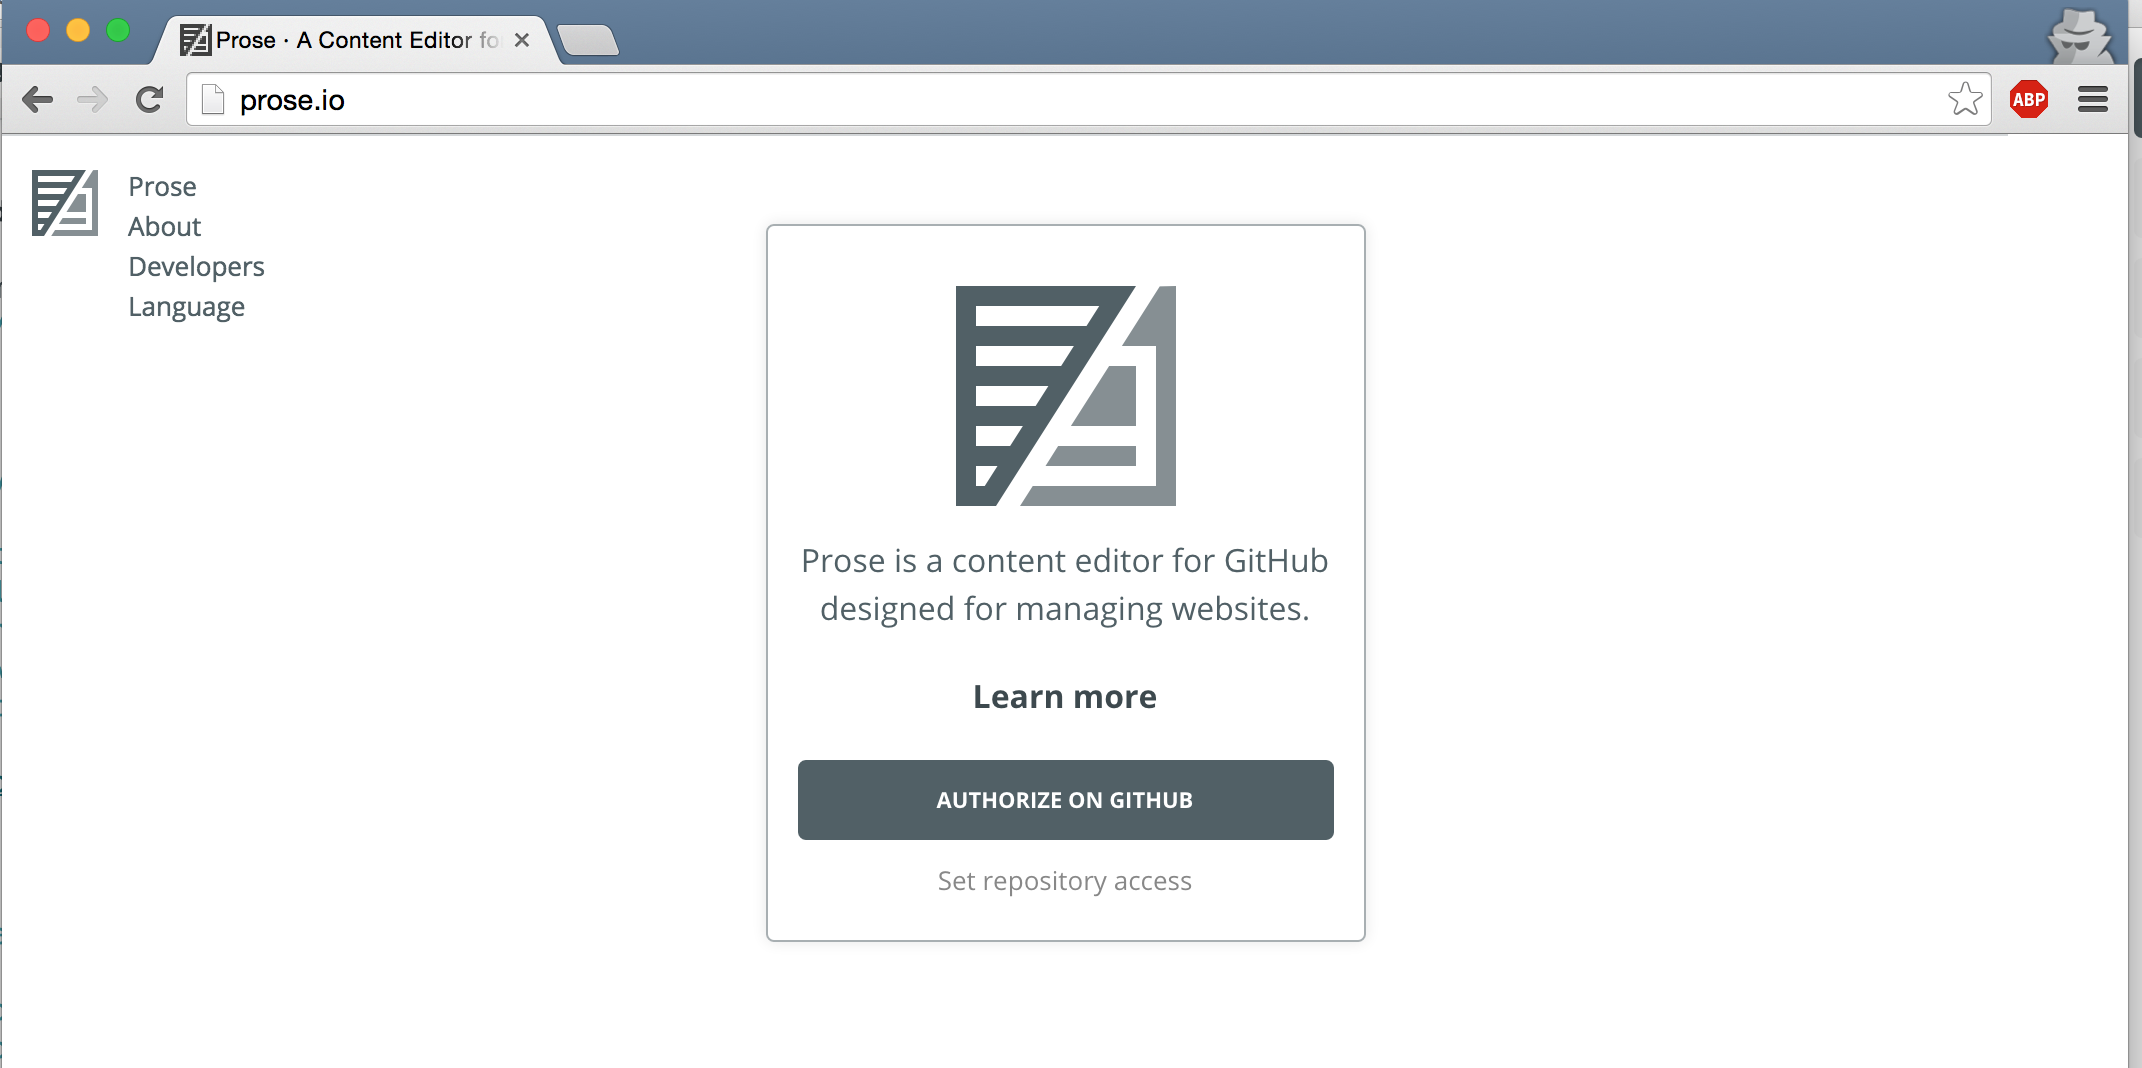 Prose · A Content Editor fo
prose.io
ABP
Prose
About
Developers
Language
Prose is a content editor for GitHub
designed for managing websites.
Learn more
AUTHORIZE ON GITHUB
Set repository access